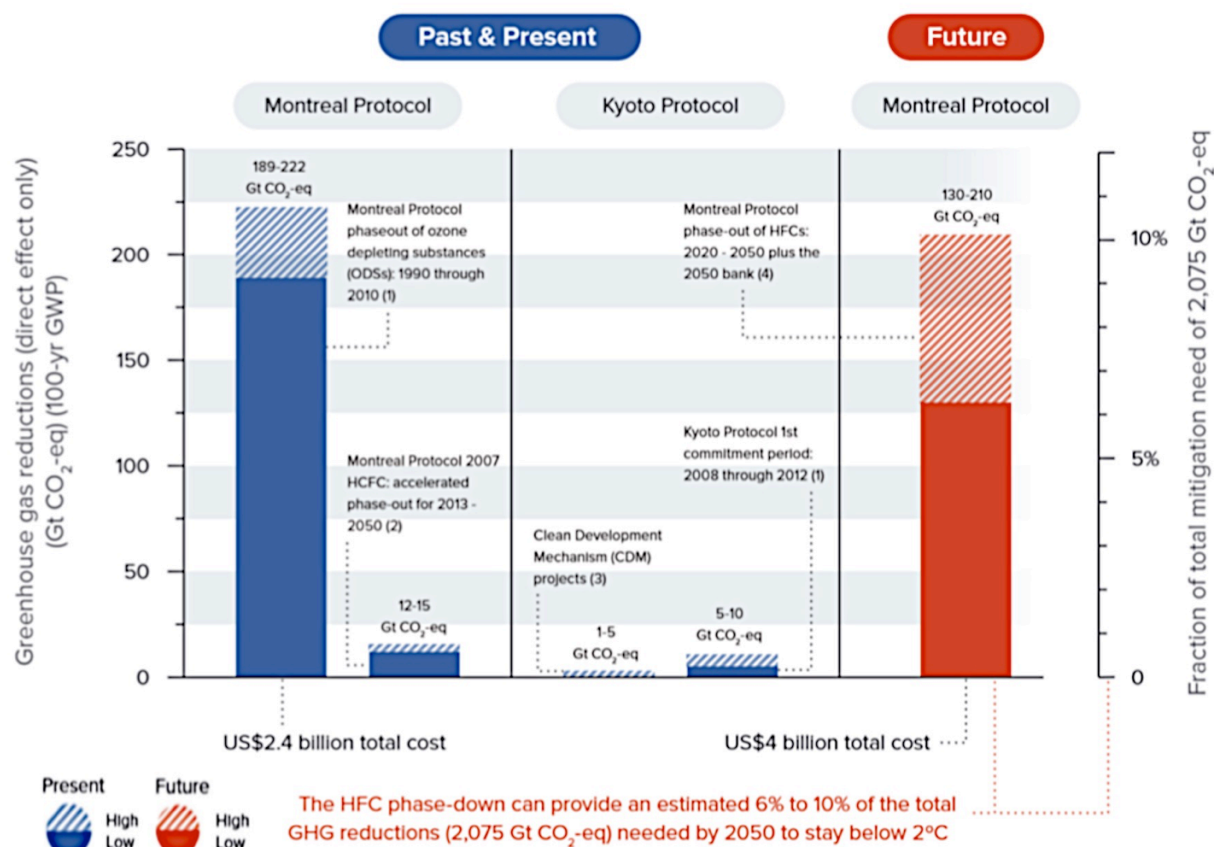 Past & Present
Future
Montreal Protocol
Kyoto Protocol
Montreal Protocol
Greenhouse gas reductions (direct effect only)
(Gt CO₂-eq) (100-yr GWP)
250
200
150
100
50
0
189-222
Gt CO₂-eq
Montreal Protocol
phaseout of ozone
depleting substances
(ODSs): 1990 through
2010 (1)
Montreal Protocol 2007
HCFC: accelerated
phase-out for 2013 -
2050 (2)
12-15
Gt CO₂-eq
Clean Development
Mechanism (CDM)
projects (3)
1-5
Gt CO₂-eq
Montreal Protocol
phase-out of HFCs:
2020 - 2050 plus the
2050 bank (4)
Kyoto Protocol 1st
commitment period:
2008 through 2012 (1)
5-10
Gt CO₂-eq
130-210
Gt CO₂-eq
10%
5%
0
Fraction of total mitigation need of 2,075 Gt CO₂-eq
US$2.4 billion total cost
US$4 billion total cost
Present
High
Low
Future
High
Low
The HFC phase-down can provide an estimated 6% to 10% of the total
GHG reductions (2,075 Gt CO₂-eq) needed by 2050 to stay below 2°C